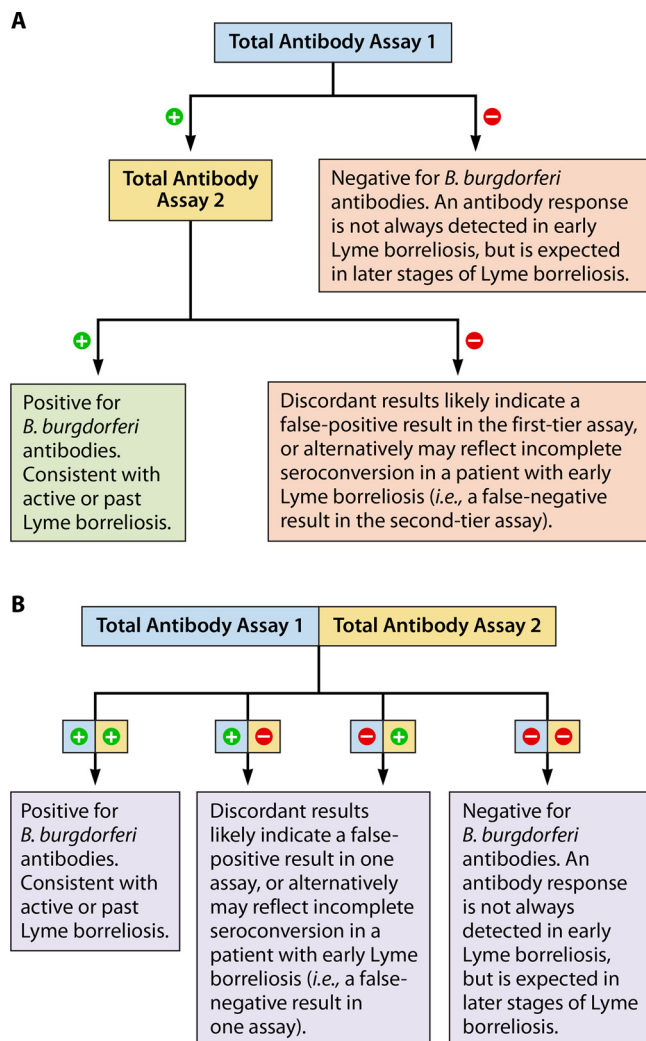 A
Total Antibody Assay 1
Total Antibody
Assay 2
Negative for B. burgdorferi
antibodies. An antibody response
is not always detected in early
Lyme borreliosis, but is expected
in later stages of Lyme borreliosis.
Positive for
B. burgdorferi
antibodies.
Consistent with
active or past
Lyme borreliosis.
Discordant results likely indicate a
false-positive result in the first-tier assay,
or alternatively may reflect incomplete
seroconversion in a patient with early
Lyme borreliosis (i.e., a false-negative
result in the second-tier assay).
B
Total Antibody Assay 1
Total Antibody Assay 2
Positive for
B. burgdorferi
antibodies.
Consistent with
active or past
Lyme borreliosis.
Discordant results
likely indicate a false-
positive result in one
assay, or alternatively
may reflect incomplete
seroconversion in a
patient with early Lyme
borreliosis (i.e., a false-
negative result in
one assay).
Negative for
B. burgdorferi
antibodies. An
antibody response
is not always
detected in early
Lyme borreliosis,
but is expected in
later stages of Lyme
borreliosis.